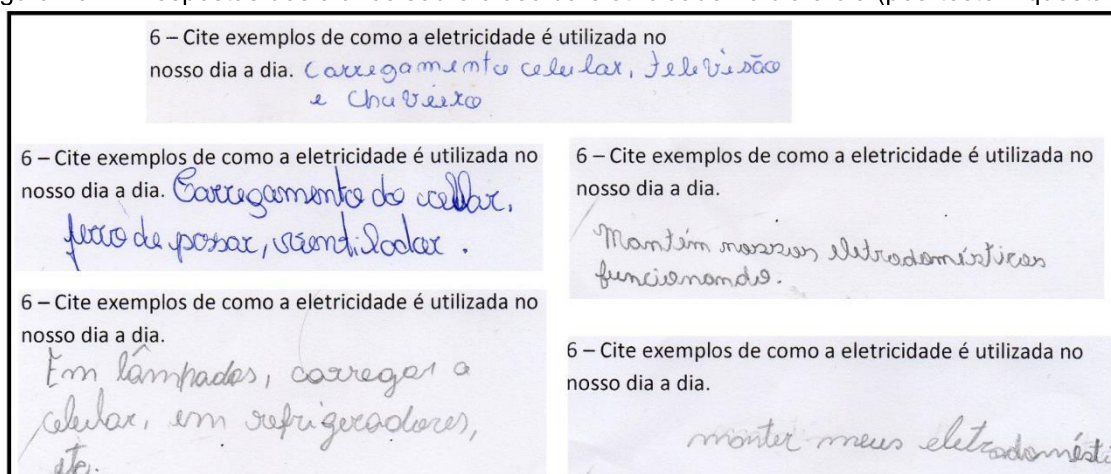 6 – Cite exemplos de como a eletricidade é utilizada no
nosso dia a dia. Carregamento celular, televisão
e chuveiro
6 – Cite exemplos de como a eletricidade é utilizada no
nosso dia a dia. Carregamento do celular,
ferro de passar, ventilador.
6 – Cite exemplos de como a eletricidade é utilizada no
nosso dia a dia.
Mantém nossos eletrodomésticos
funcionando.
6 – Cite exemplos de como a eletricidade é utilizada no
nosso dia a dia.
Em lâmpadas, carregar a
celular, em refrigeradores,
etc.
6 – Cite exemplos de como a eletricidade é utilizada no
nosso dia a dia.
manter meus